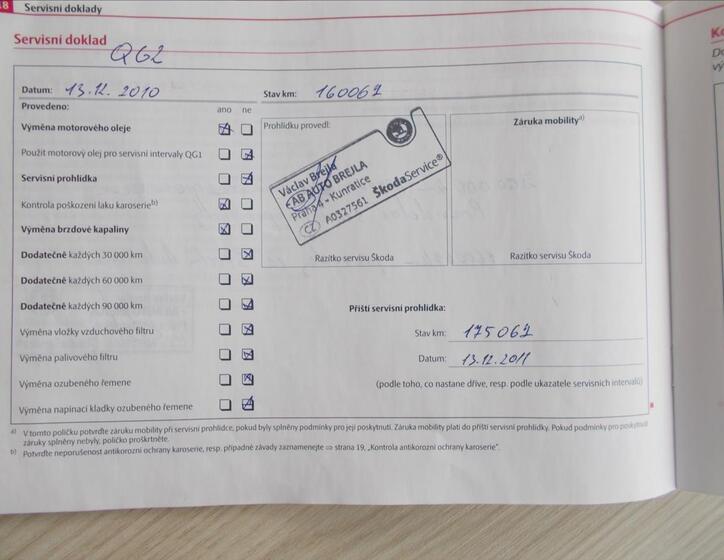 8 Servisní doklady
Servisní doklad
QG2
Datum: 13.12. 2010
Stav km: 160061
Provedeno: ano ne
Výměna motorového oleje
Použit motorový olej pro servisní intervaly QG1
Servisní prohlídka
Kontrola poškození laku karoserie b)
Výměna brzdové kapaliny
Dodatečně každých 30 000 km
Dodatečně každých 60 000 km
Dodatečně každých 90 000 km
Výměna vložky vzduchového filtru
Výměna palivového filtru
Výměna ozubeného řemene
Výměna napínací kladky ozubeného řemene
Prohlídku provedl:
Václav Brejla
AB AUTO BREJLA
Praha 4 - Kunratice
CZ A0327561 ŠkodaService®
Razítko servisu Škoda
Záruka mobility a)
Razítko servisu Škoda
Příští servisní prohlídka:
Stav km: 175061
Datum: 13.12.2011
(podle toho, co nastane dříve, resp. podle ukazatele servisních intervalů)
a) V tomto políčku potvrďte záruku mobility při servisní prohlídce, pokud byly splněny podmínky pro její poskytnutí. Záruka mobility platí do příští servisní prohlídky. Pokud podmínky pro poskytnutí
záruky splněny nebyly, políčko proškrtněte.
b) Potvrďte neporušenost antikorozní ochrany karoserie, resp. případné závady zaznamenejte ⇒ strana 19, „Kontrola antikorozní ochrany karoserie".